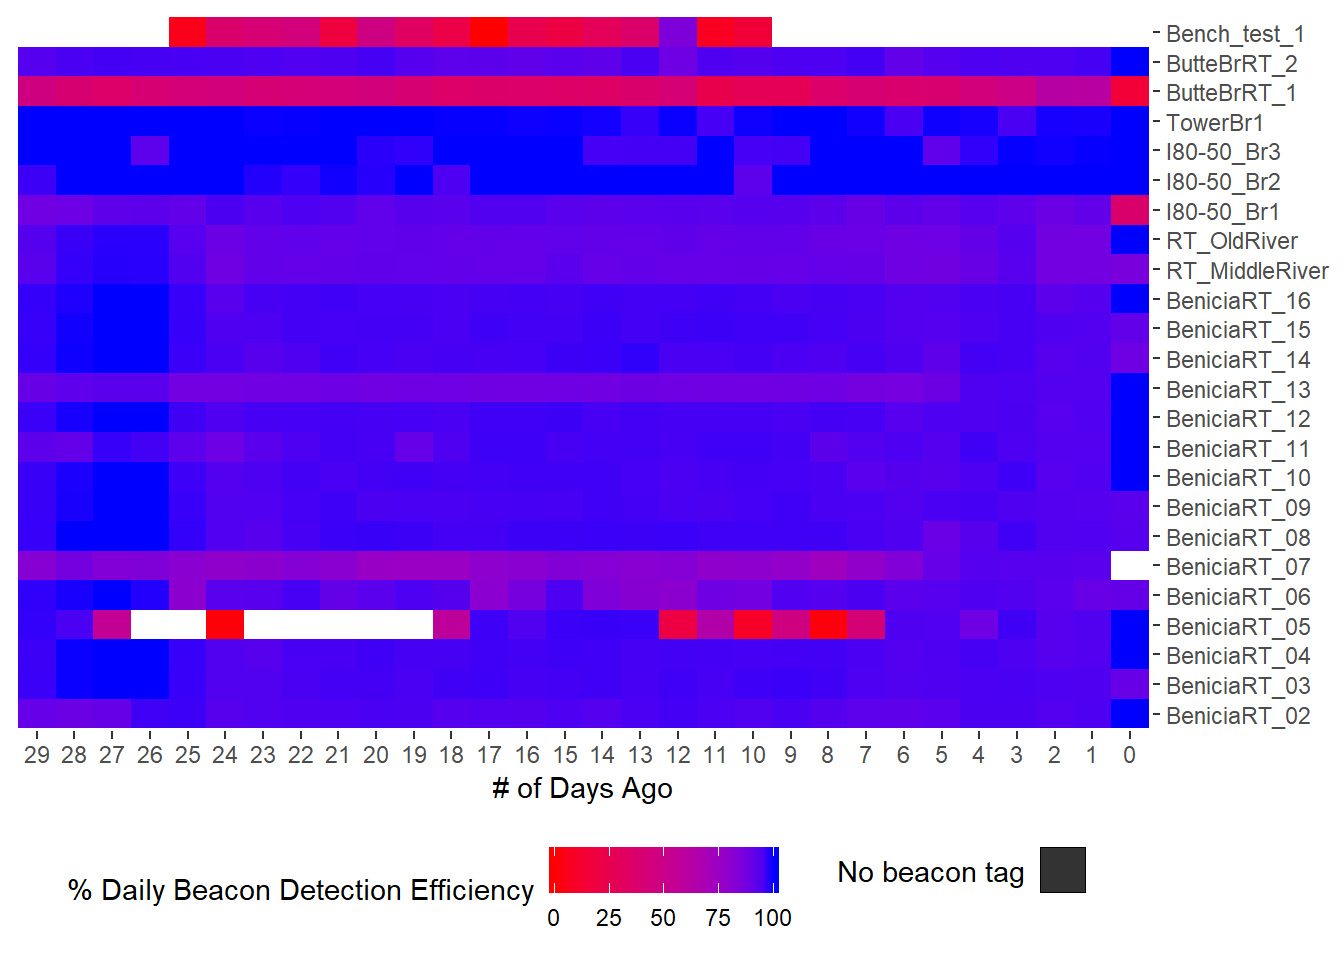 Bench_test_1
ButteBrRT_2
ButteBrRT_1
TowerBr1
I80-50_Br3
I80-50_Br2
I80-50_Br1
RT_OldRiver
RT_MiddleRiver
BeniciaRT_16
BeniciaRT_15
BeniciaRT_14
BeniciaRT_13
BeniciaRT_12
BeniciaRT_11
BeniciaRT_10
BeniciaRT_09
BeniciaRT_08
BeniciaRT_07
BeniciaRT_06
BeniciaRT_05
BeniciaRT_04
BeniciaRT_03
BeniciaRT_02
29 28 27 26 25 24 23 22 21 20 19 18 17 16 15 14 13 12 11 10 9 8 7 6 5 4 3 2 1 0
# of Days Ago
% Daily Beacon Detection Efficiency
0 25 50 75 100
No beacon tag